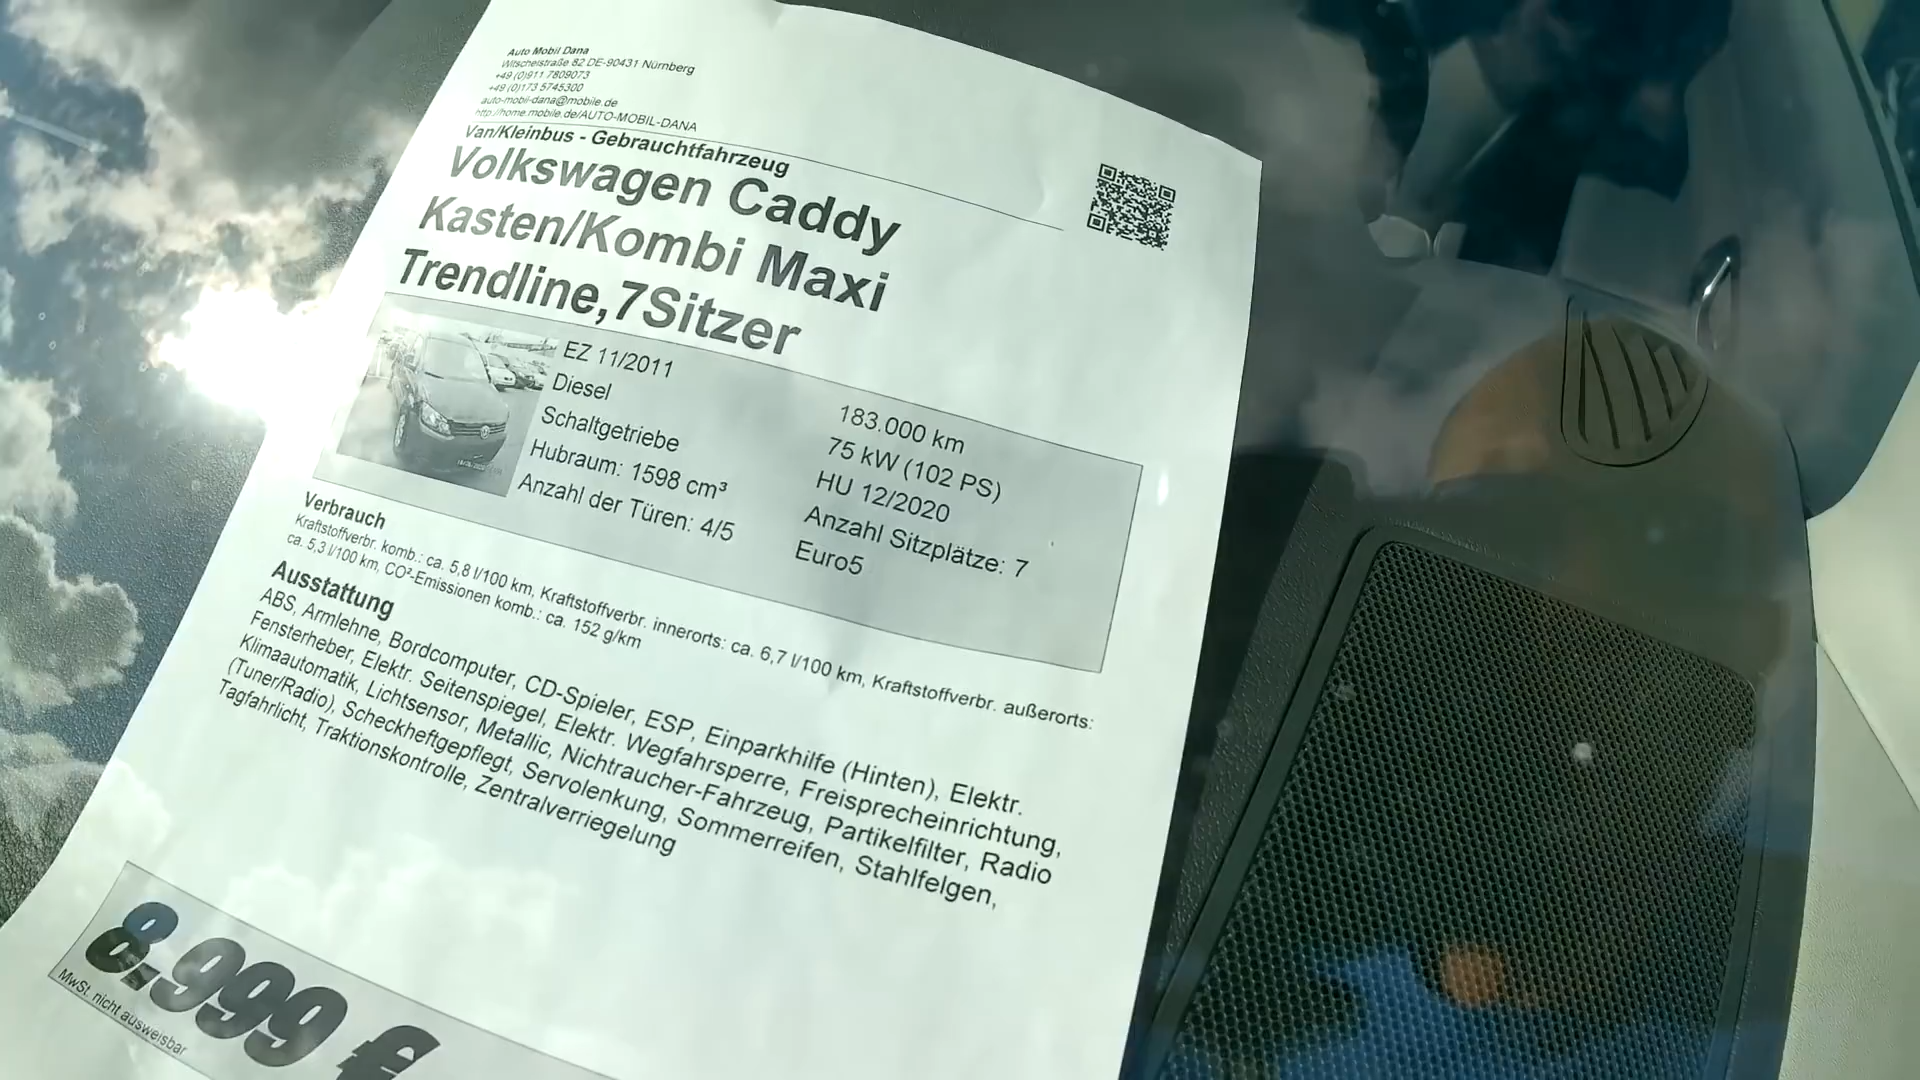 Auto Mobil Dana
Witschelstraße 82 DE-90431 Nürnberg
+49 (0)911 7809073
+49 (0)173 5745300
auto-mobil-dana@mobile.de
http://home.mobile.de/AUTO-MOBIL-DANA
Van/Kleinbus - Gebrauchtfahrzeug
Volkswagen Caddy
Kasten/Kombi Maxi
Trendline,7Sitzer
EZ 11/2011
Diesel
Schaltgetriebe
Hubraum: 1598 cm³
Anzahl der Türen: 4/5
183.000 km
75 kW (102 PS)
HU 12/2020
Anzahl Sitzplätze: 7
Euro5
Verbrauch
Kraftstoffverbr. komb.: ca. 5,8 l/100 km, Kraftstoffverbr. innerorts: ca. 6,7 l/100 km, Kraftstoffverbr. außerorts:
ca. 5,3 l/100 km, CO²-Emissionen komb.: ca. 152 g/km
Ausstattung
ABS, Armlehne, Bordcomputer, CD-Spieler, ESP, Einparkhilfe (Hinten), Elektr.
Fensterheber, Elektr. Seitenspiegel, Elektr. Wegfahrsperre, Freisprecheinrichtung,
Klimaautomatik, Lichtsensor, Metallic, Nichtraucher-Fahrzeug, Partikelfilter, Radio
(Tuner/Radio), Scheckheftgepflegt, Servolenkung, Sommerreifen, Stahlfelgen,
Tagfahrlicht, Traktionskontrolle, Zentralverriegelung
8.999 €
MwSt. nicht ausweisbar